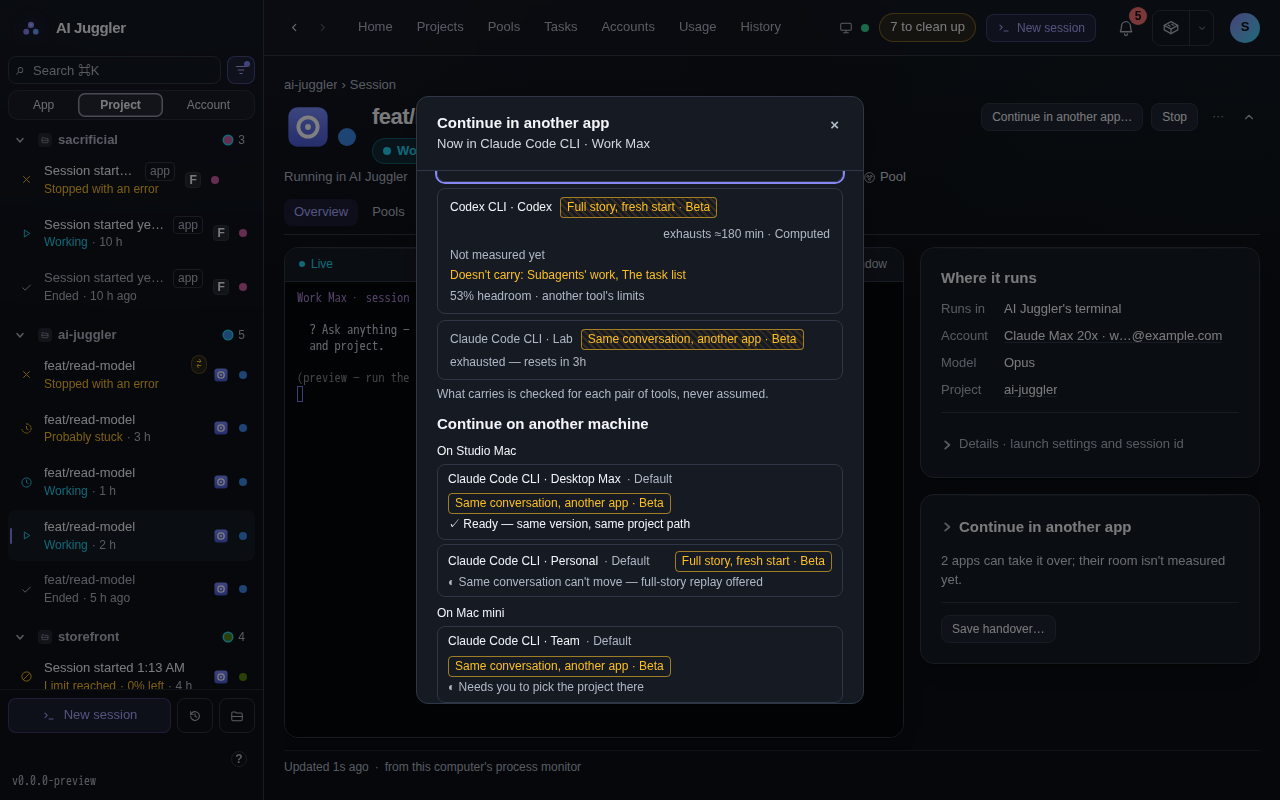 AI Juggler
Home
Projects
Pools
Tasks
Accounts
Usage
History
7 to clean up
New session
5
S
Search ⌘K
App
Project
Account
sacrificial
3
Session start…
app
Stopped with an error
F
Session started ye…
app
Working · 10 h
F
Session started ye…
app
Ended · 10 h ago
F
ai-juggler
5
feat/read-model
Stopped with an error
feat/read-model
Probably stuck · 3 h
feat/read-model
Working · 1 h
feat/read-model
Working · 2 h
feat/read-model
Ended · 5 h ago
storefront
4
Session started 1:13 AM
Limit reached · 0% left · 4 h
New session
?
v0.0.0-preview
ai-juggler › Session
feat/
Wo
Continue in another app…
Stop
…
Running in AI Juggler
Pool
Overview
Pools
Live
dow
Work Max · session
? Ask anything —
and project.
(preview — run the
Continue in another app
Now in Claude Code CLI · Work Max
×
Codex CLI · Codex
Full story, fresh start · Beta
exhausts ≈180 min · Computed
Not measured yet
Doesn't carry: Subagents' work, The task list
53% headroom · another tool's limits
Claude Code CLI · Lab
Same conversation, another app · Beta
exhausted — resets in 3h
What carries is checked for each pair of tools, never assumed.
Continue on another machine
On Studio Mac
Claude Code CLI · Desktop Max · Default
Same conversation, another app · Beta
✓ Ready — same version, same project path
Claude Code CLI · Personal · Default
Full story, fresh start · Beta
Same conversation can't move — full-story replay offered
On Mac mini
Claude Code CLI · Team · Default
Same conversation, another app · Beta
Needs you to pick the project there
Where it runs
Runs in
AI Juggler's terminal
Account
Claude Max 20x · w…@example.com
Model
Opus
Project
ai-juggler
Details · launch settings and session id
Continue in another app
2 apps can take it over; their room isn't measured
yet.
Save handover…
Updated 1s ago · from this computer's process monitor